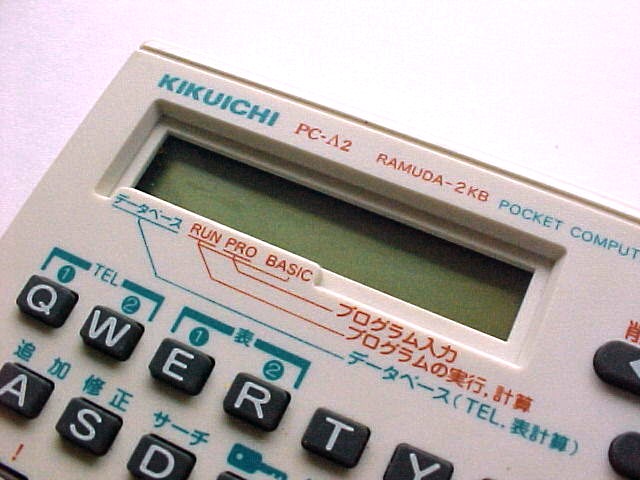 KIKUICHI
PC-Λ2
RAMUDA-2KB
POCKET COMPUT
データベース
RUN PRO BASIC
プログラム入力
プログラムの実行,計算
データベース(TEL,表計算)
① TEL ②
① 表 ②
削
Q W E R T Y
追加 修正 サーチ
A S D
!